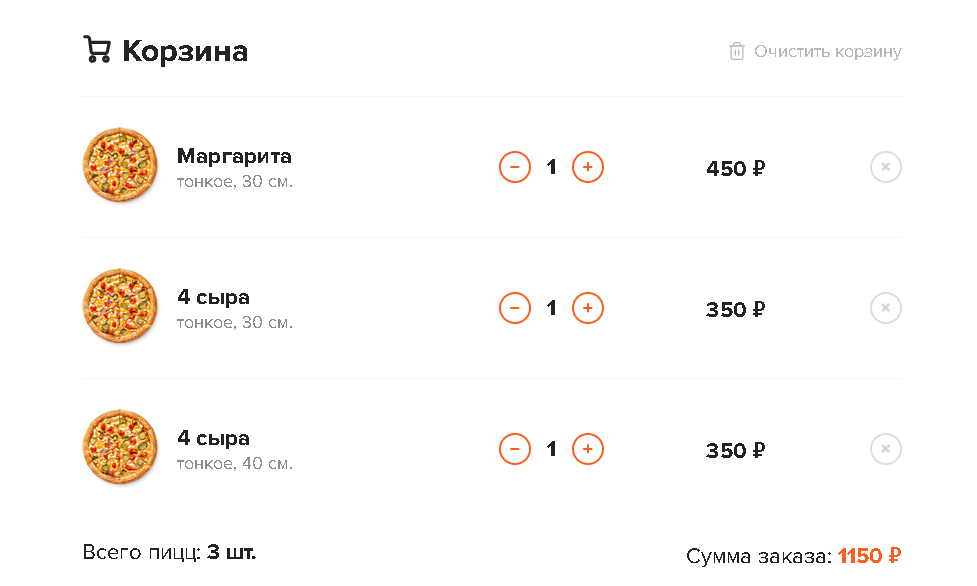 Корзина
Очистить корзину
Маргарита
тонкое, 30 см.
1
450 ₽
4 сыра
тонкое, 30 см.
1
350 ₽
4 сыра
тонкое, 40 см.
1
350 ₽
Всего пицц: 3 шт.
Сумма заказа: 1150 ₽